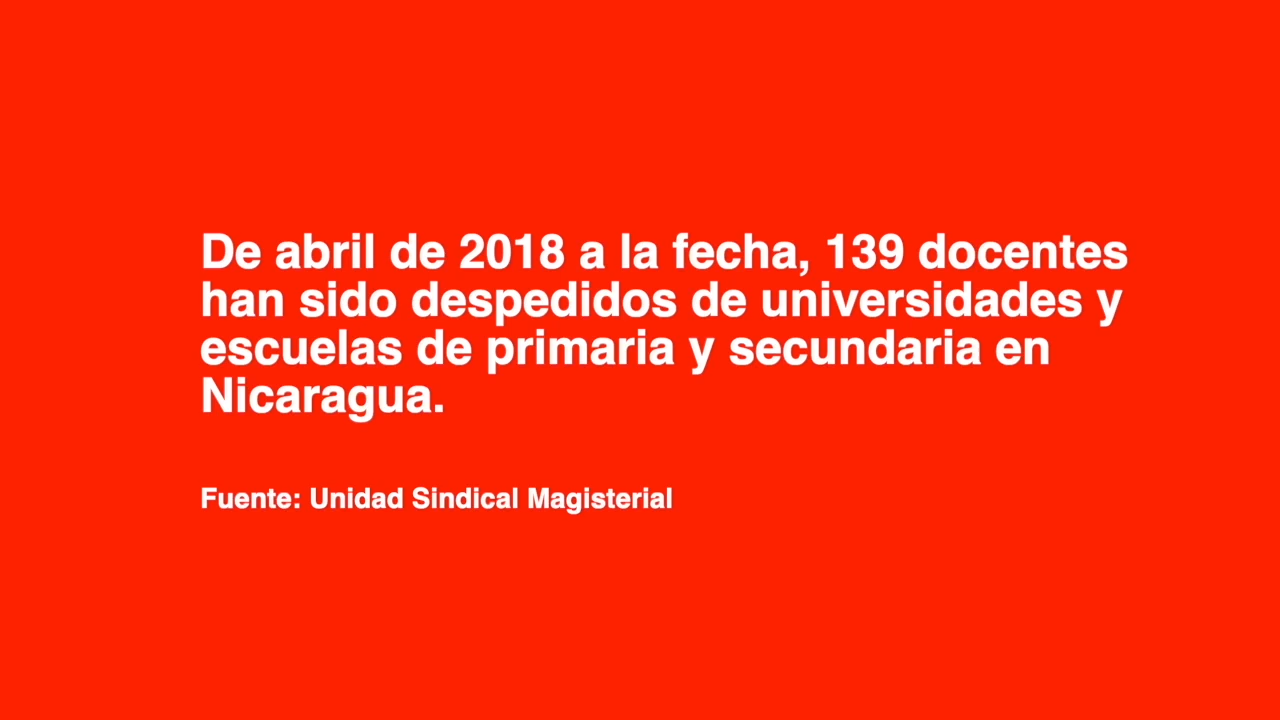 De abril de 2018 a la fecha, 139 docentes
han sido despedidos de universidades y
escuelas de primaria y secundaria en
Nicaragua.
Fuente: Unidad Sindical Magisterial